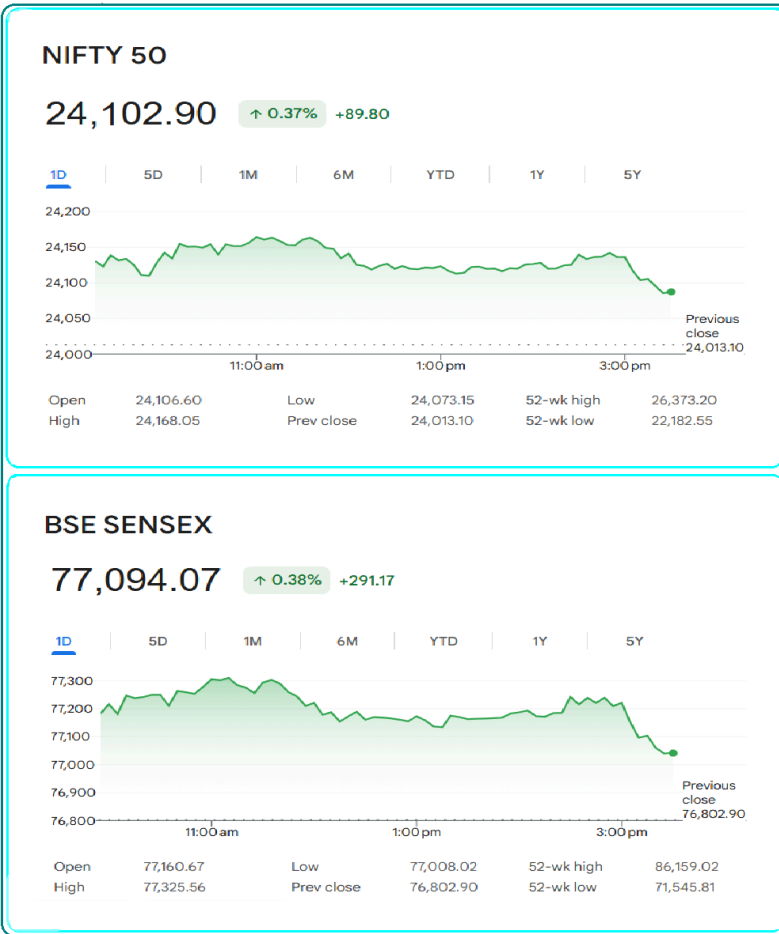 NIFTY 50
24,102.90 ↑ 0.37% +89.80
1D 5D 1M 6M YTD 1Y 5Y
24,200
24,150
24,100
24,050
Previous
close
24,013.10
24,000
11:00 am 1:00 pm 3:00 pm
Open 24,106.60 Low 24,073.15 52-wk high 26,373.20
High 24,168.05 Prev close 24,013.10 52-wk low 22,182.55
BSE SENSEX
77,094.07 ↑ 0.38% +291.17
1D 5D 1M 6M YTD 1Y 5Y
77,300
77,200
77,100
77,000
76,900
Previous
close
76,802.90
76,800
11:00 am 1:00 pm 3:00 pm
Open 77,160.67 Low 77,008.02 52-wk high 86,159.02
High 77,325.56 Prev close 76,802.90 52-wk low 71,545.81